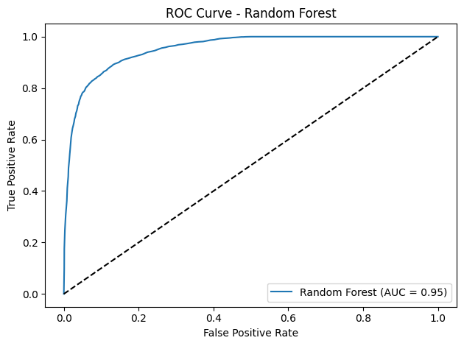 ROC Curve - Random Forest
1.0
0.8
0.6
0.4
0.2
0.0
True Positive Rate
Random Forest (AUC = 0.95)
0.0 0.2 0.4 0.6 0.8 1.0
False Positive Rate